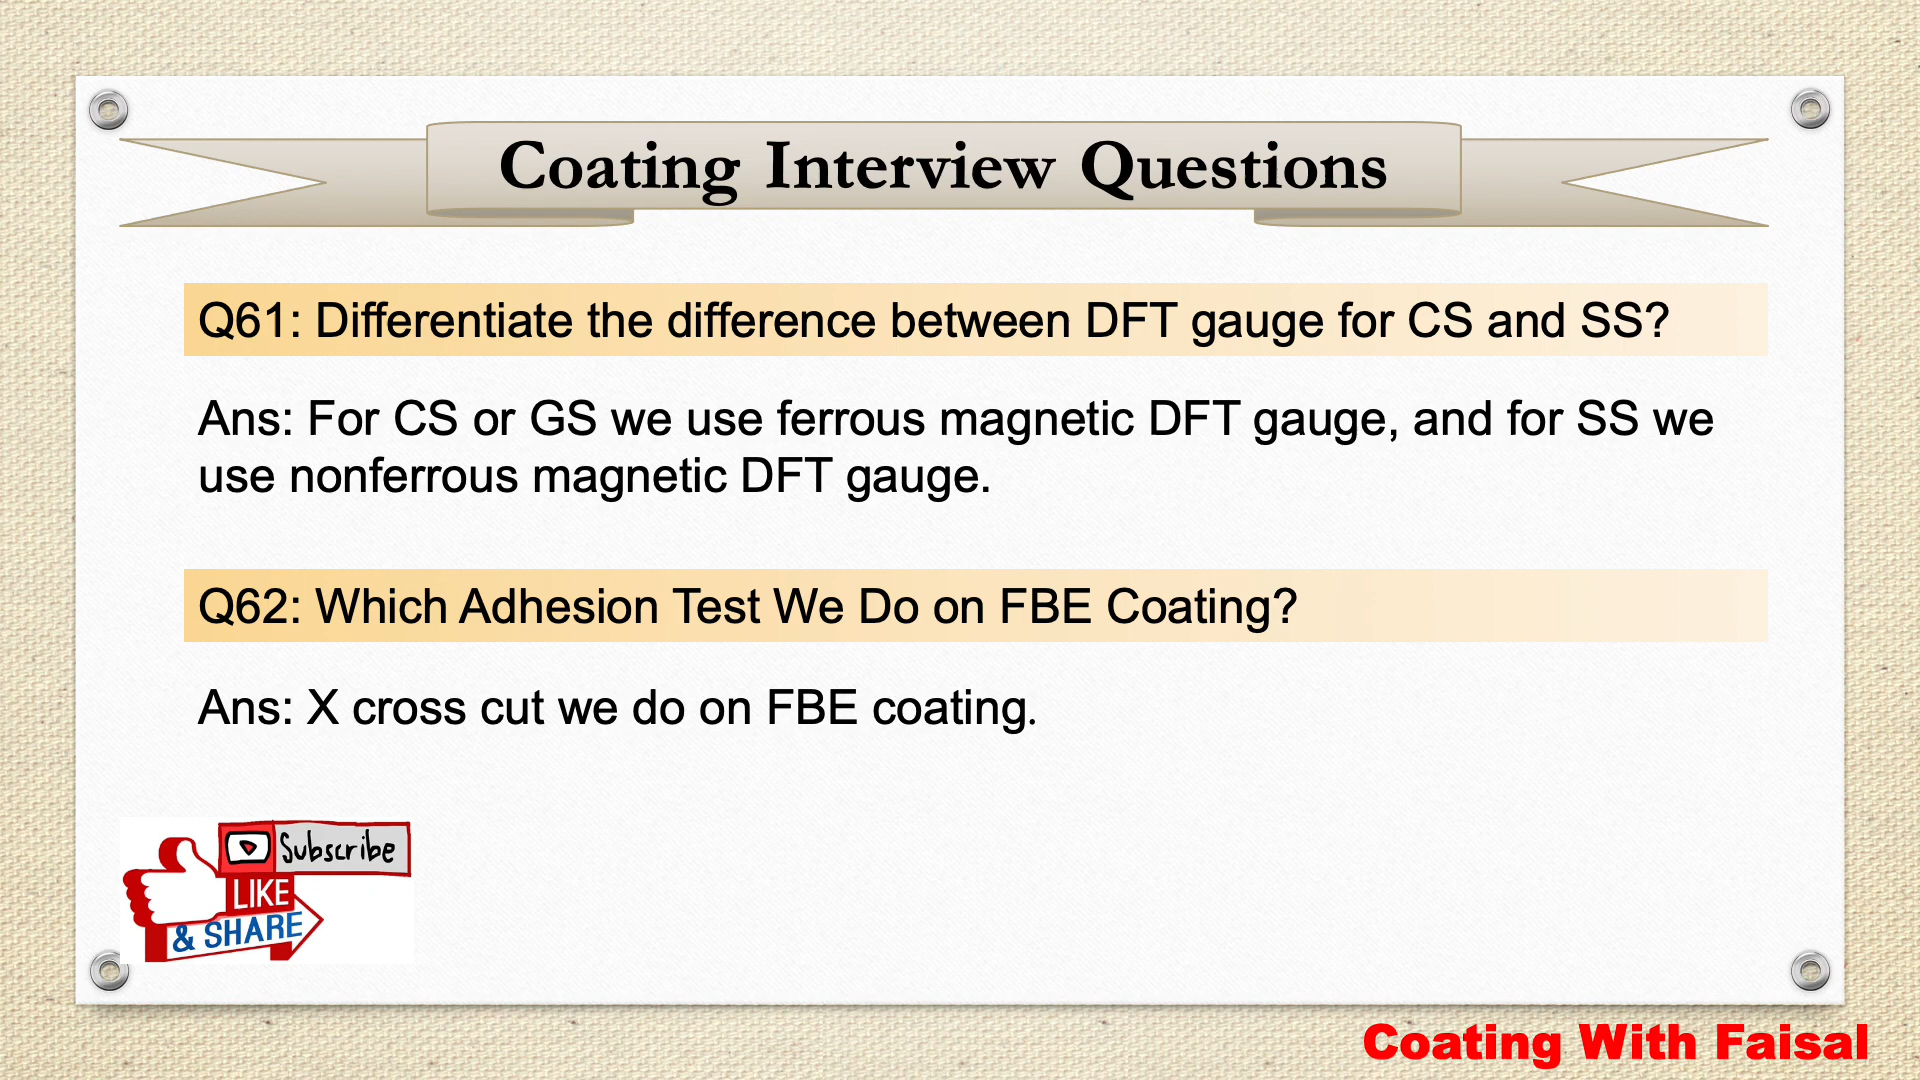 Coating Interview Questions
Q61: Differentiate the difference between DFT gauge for CS and SS?
Ans: For CS or GS we use ferrous magnetic DFT gauge, and for SS we
use nonferrous magnetic DFT gauge.
Q62: Which Adhesion Test We Do on FBE Coating?
Ans: X cross cut we do on FBE coating.
Subscribe
LIKE
& SHARE
Coating With Faisal